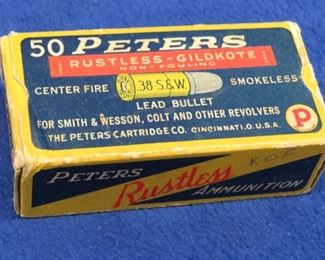 50 PETERS
RUSTLESS-GILDKOTE
NON-FOULING
CENTER FIRE .38 S.&W. SMOKELESS
LEAD BULLET
FOR SMITH & WESSON, COLT AND OTHER REVOLVERS
THE PETERS CARTRIDGE CO. CINCINNATI, O. U.S.A.
P
PETERS Rustless AMMUNITION